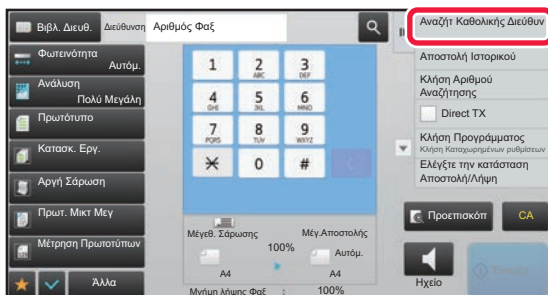 Βιβλ. Διευθ.
Διεύθυνση
Αριθμός Φαξ
Αναζήτ Καθολικής Διεύθυν
Φωτεινότητα
Αυτόμ.
Ανάλυση
Πολύ Μεγάλη
Πρωτότυπο
Κατασκ. Εργ.
Αργή Σάρωση
Πρωτ. Μικτ Μεγ
Μέτρηση Πρωτοτύπων
Άλλα
1
2
ABC
3
DEF
4
GHI
5
JKL
6
MNO
7
PQRS
8
TUV
9
WXYZ
0
#
C
Μέγεθ. Σάρωσης
100%
Μέγ.Αποστολής
Αυτόμ.
A4
A4
Μνήμη λήψης Φαξ : 100%
Αποστολή Ιστορικού
Κλήση Αριθμού
Αναζήτησης
Direct TX
Κλήση Προγράμματος
Κλήση Καταχωρημένων ρυθμίσεων
Ελέγξτε την κατάσταση
Αποστολή/Λήψη
Προεπισκόπ
CA
Ηχείο
Έναρξη